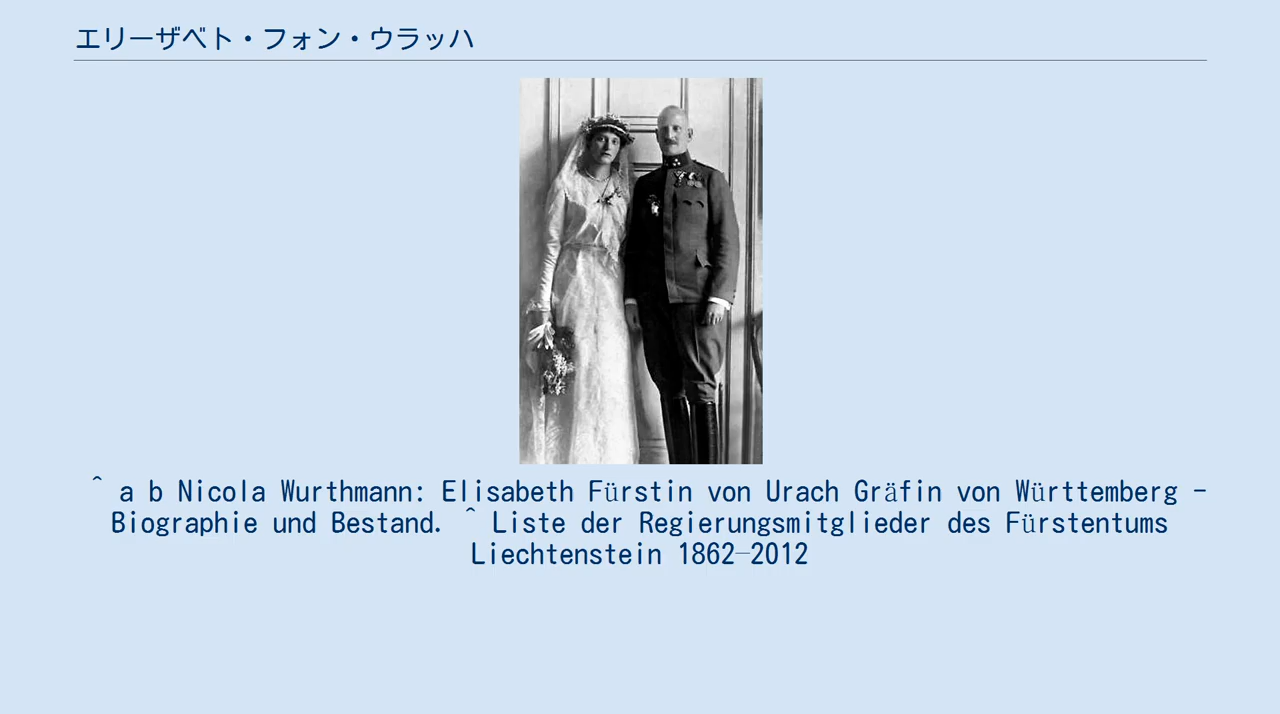 エリーザベト・フォン・ウラッハ
^ a b Nicola Wurthmann: Elisabeth Fürstin von Urach Gräfin von Württemberg –
Biographie und Bestand. ^ Liste der Regierungsmitglieder des Fürstentums
Liechtenstein 1862–2012